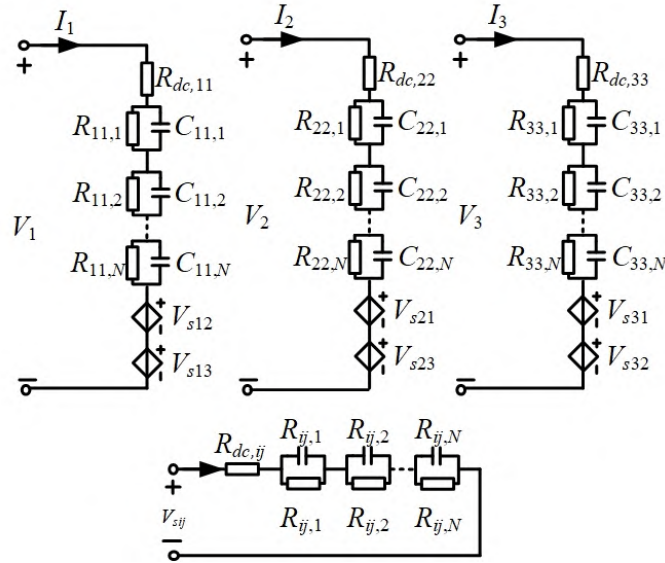 I1 I2 I3
+ + +
Rdc,11 Rdc,22 Rdc,33
R11,1 C11,1 R22,1 C22,1 R33,1 C33,1
R11,2 C11,2 R22,2 C22,2 R33,2 C33,2
V1 V2 V3
R11,N C11,N R22,N C22,N R33,N C33,N
+ Vs12 + Vs21 + Vs31
+ Vs13 + Vs23 + Vs32
Rij,1 Rij,2 Rij,N
Rdc,ij
+
Vsij
Rij,1 Rij,2 Rij,N